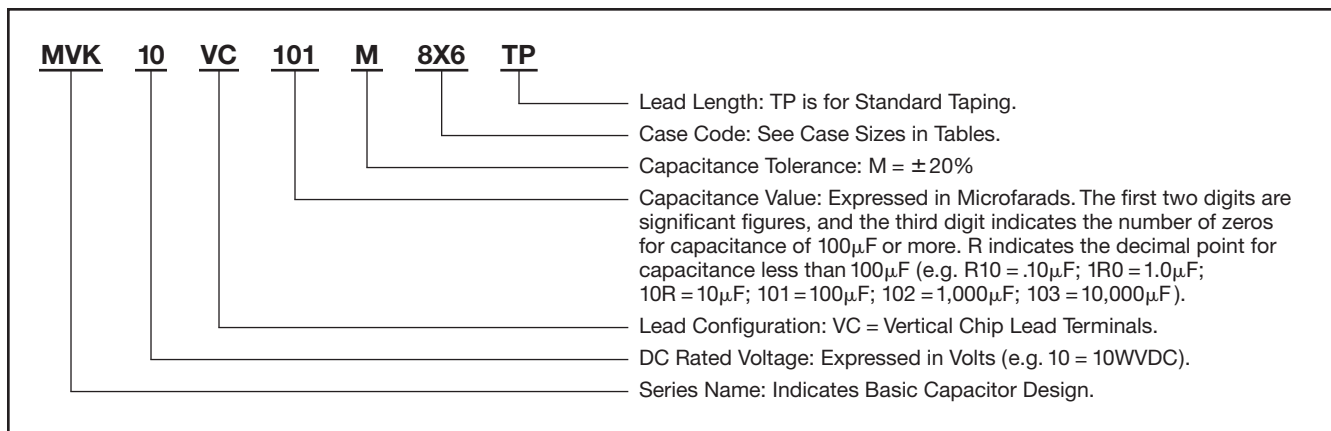 MVK 10 VC 101 M 8X6 TP
Lead Length: TP is for Standard Taping.
Case Code: See Case Sizes in Tables.
Capacitance Tolerance: M = ±20%
Capacitance Value: Expressed in Microfarads. The first two digits are
significant figures, and the third digit indicates the number of zeros
for capacitance of 100µF or more. R indicates the decimal point for
capacitance less than 100µF (e.g. R10 = .10µF; 1R0 = 1.0µF;
10R = 10µF; 101 = 100µF; 102 = 1,000µF; 103 = 10,000µF).
Lead Configuration: VC = Vertical Chip Lead Terminals.
DC Rated Voltage: Expressed in Volts (e.g. 10 = 10WVDC).
Series Name: Indicates Basic Capacitor Design.